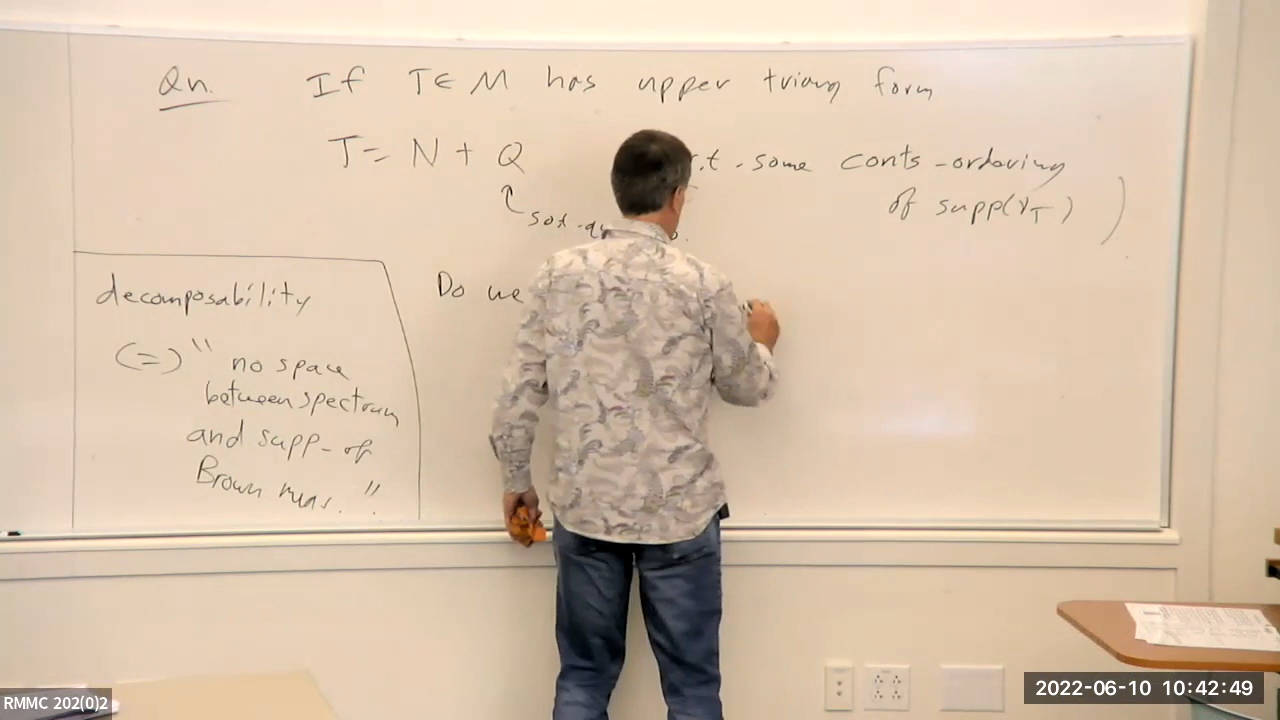 Qn. If T∈M has upper triang form
T= N + Q r.t. some conts-ordering
of supp(ν_T) )
sot-q
Do we
decomposability
(=) " no space
between spectrum
and supp. of
Brown meas. "
RMMC 202(0)2
2022-06-10 10:42:49